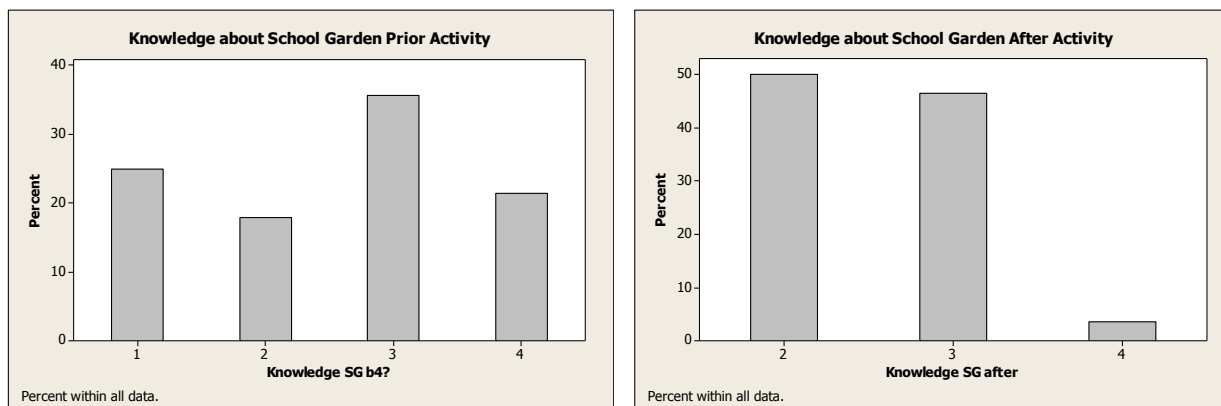 Knowledge about School Garden Prior Activity
40
30
20
10
0
Percent
1 2 3 4
Knowledge SG b4?
Percent within all data.
Knowledge about School Garden After Activity
50
40
30
20
10
0
Percent
2 3 4
Knowledge SG after
Percent within all data.